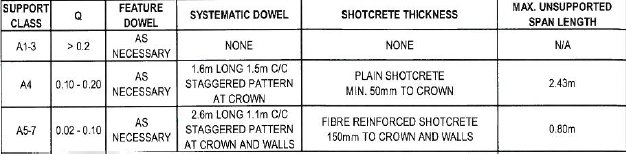 SUPPORT CLASS | Q | FEATURE DOWEL | SYSTEMATIC DOWEL | SHOTCRETE THICKNESS | MAX. UNSUPPORTED SPAN LENGTH
A1-3 | > 0.2 | AS NECESSARY | NONE | NONE | N/A
A4 | 0.10 - 0.20 | AS NECESSARY | 1.6m LONG 1.5m C/C STAGGERED PATTERN AT CROWN | PLAIN SHOTCRETE MIN. 50mm TO CROWN | 2.43m
A5-7 | 0.02 - 0.10 | AS NECESSARY | 2.6m LONG 1.1m C/C STAGGERED PATTERN AT CROWN AND WALLS | FIBRE REINFORCED SHOTCRETE 150mm TO CROWN AND WALLS | 0.80m